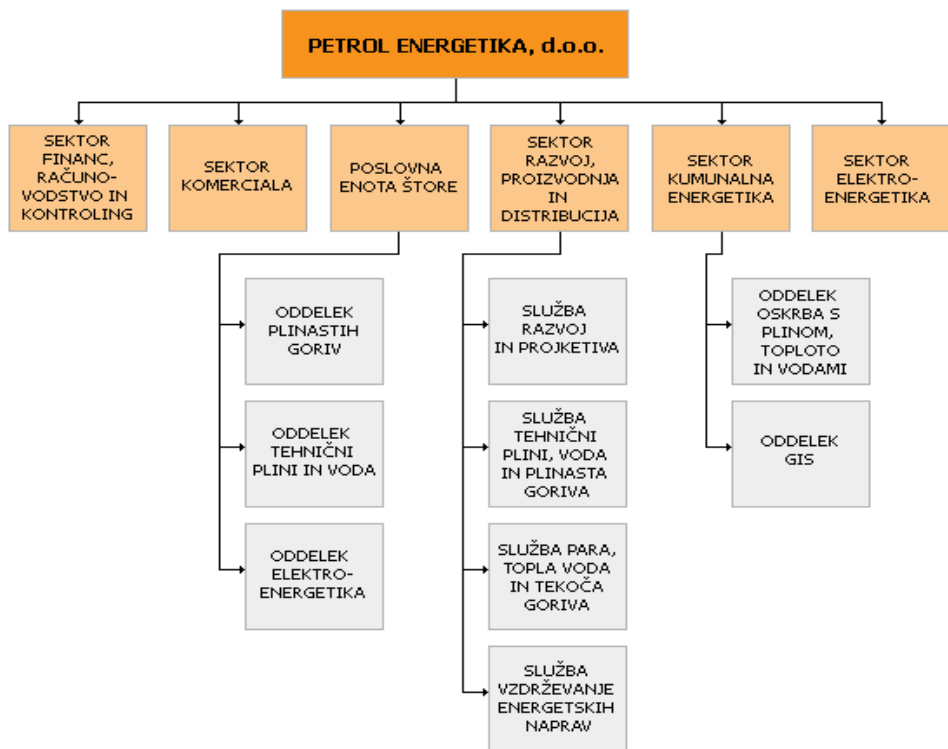 PETROL ENERGETIKA, d.o.o.
SEKTOR
FINANC,
RAČUNO-
VODSTVO IN
KONTROLING
SEKTOR
KOMERCIALA
POSLOVNA
ENOTA ŠTORE
SEKTOR
RAZVOJ,
PROIZVODNJA
IN
DISTRIBUCIJA
SEKTOR
KUMUNALNA
ENERGETIKA
SEKTOR
ELEKTRO-
ENERGETIKA
ODDELEK
PLINASTIH
GORIV
ODDELEK
TEHNIČNI
PLINI IN VODA
ODDELEK
ELEKTRO-
ENERGETIKA
SLUŽBA
RAZVOJ
IN PROJKETIVA
SLUŽBA
TEHNIČNI
PLINI, VODA
IN PLINASTA
GORIVA
SLUŽBA PARA,
TOPLA VODA
IN TEKOČA
GORIVA
SLUŽBA
VZDRŽEVANJE
ENERGETSKIH
NAPRAV
ODDELEK
OSKRBA S
PLINOM,
TOPLOTO
IN VODAMI
ODDELEK
GIS